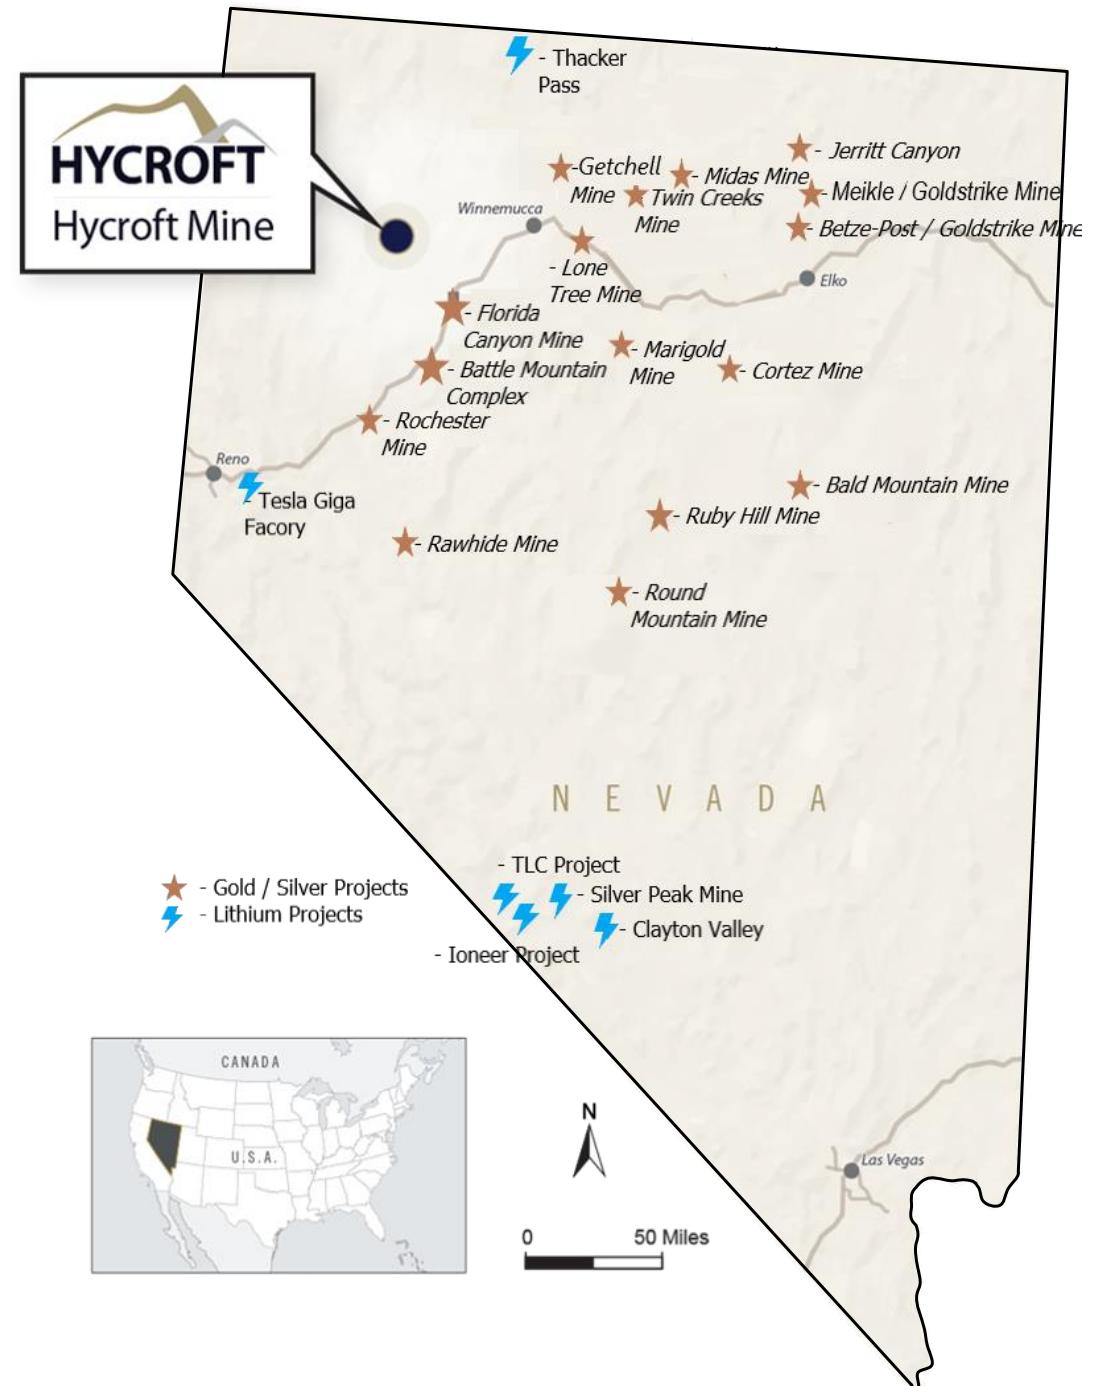 - Thacker
Pass
HYCROFT
Hycroft Mine
- Jerritt Canyon
-Getchell
Mine
- Midas Mine
- Meikle / Goldstrike Mine
- Twin Creeks
Mine
Winnemucca
- Betze-Post / Goldstrike Mine
- Lone
Tree Mine
Elko
- Florida
Canyon Mine
- Marigold
Mine
- Battle Mountain
Complex
- Cortez Mine
- Rochester
Mine
Reno
- Tesla Giga
Facory
- Bald Mountain Mine
- Ruby Hill Mine
- Rawhide Mine
- Round
Mountain Mine
NEVADA
- TLC Project
- Gold / Silver Projects
- Silver Peak Mine
- Lithium Projects
- Clayton Valley
- Ioneer Project
CANADA
U.S.A.
N
Las Vegas
0 50 Miles